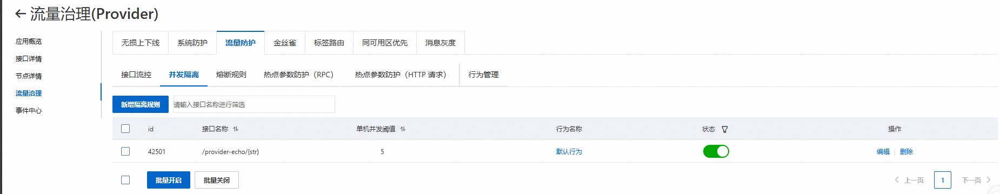 流量治理(Provider)
应用概览
接口详情
节点详情
流量治理
事件中心
无损上下线 系统防护 流量防护 金丝雀 标签路由 同可用区优先 消息灰度
接口流控 并发隔离 熔断规则 热点参数防护（RPC） 热点参数防护（HTTP 请求） 行为管理
新增隔离规则 请输入接口名称进行筛选
id 接口名称 单机并发阈值 行为名称 状态 操作
42501 /provider-echo/{str} 5 默认行为 编辑 | 删除
批量开启 批量关闭 上一页 1 下一页